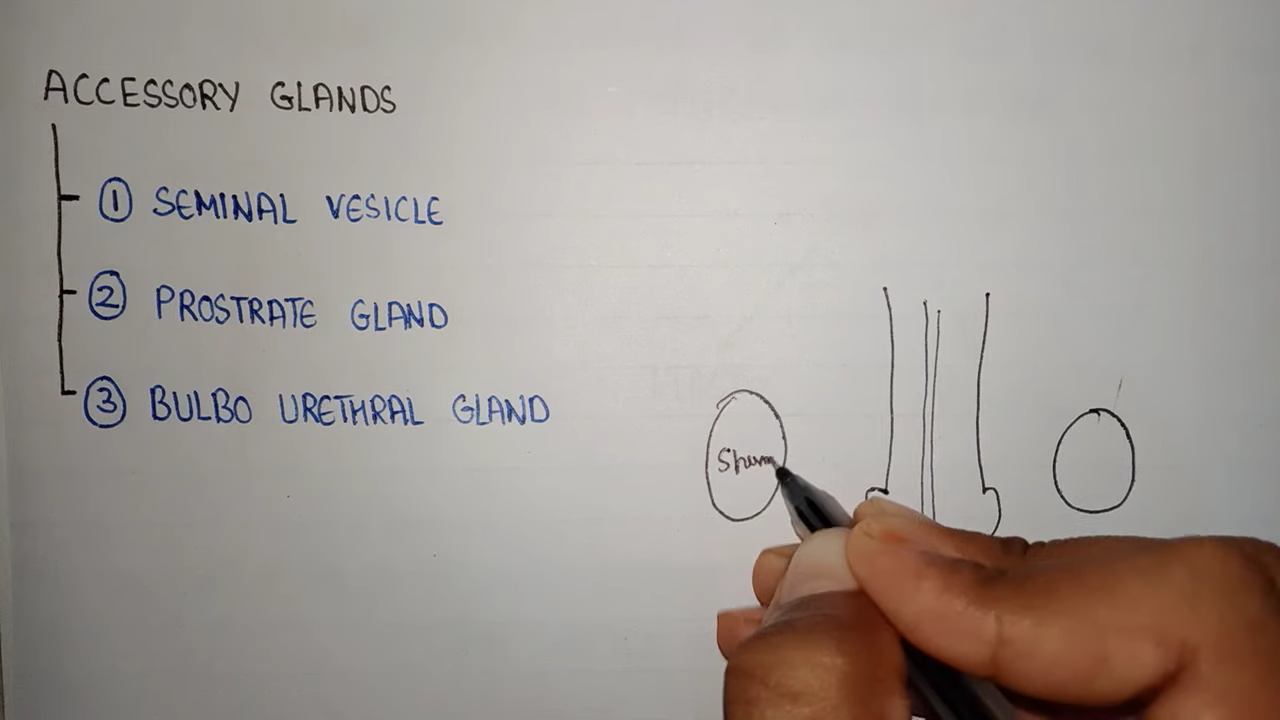 ACCESSORY GLANDS
① SEMINAL VESICLE
② PROSTRATE GLAND
③ BULBO URETHRAL GLAND